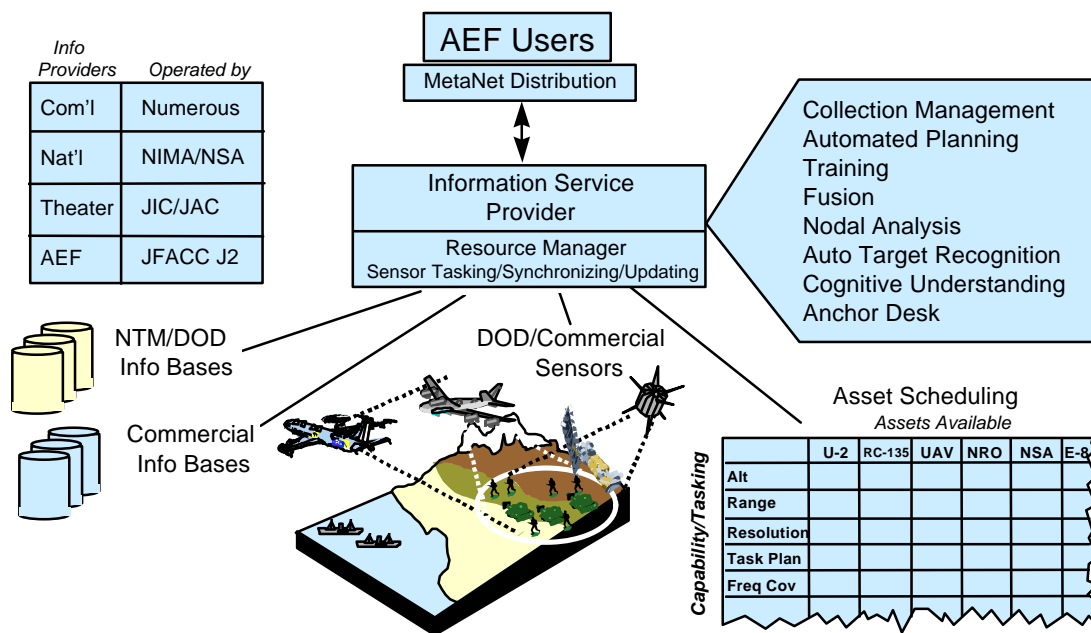 AEF Users
MetaNet Distribution
Info
Providers
Operated by
Com'l
Numerous
Nat'l
NIMA/NSA
Theater
JIC/JAC
AEF
JFACC J2
Information Service
Provider
Resource Manager
Sensor Tasking/Synchronizing/Updating
Collection Management
Automated Planning
Training
Fusion
Nodal Analysis
Auto Target Recognition
Cognitive Understanding
Anchor Desk
NTM/DOD
Info Bases
Commercial
Info Bases
DOD/Commercial
Sensors
Asset Scheduling
Assets Available
U-2 RC-135 UAV NRO NSA E-8
Capability/Tasking
Alt
Range
Resolution
Task Plan
Freq Cov